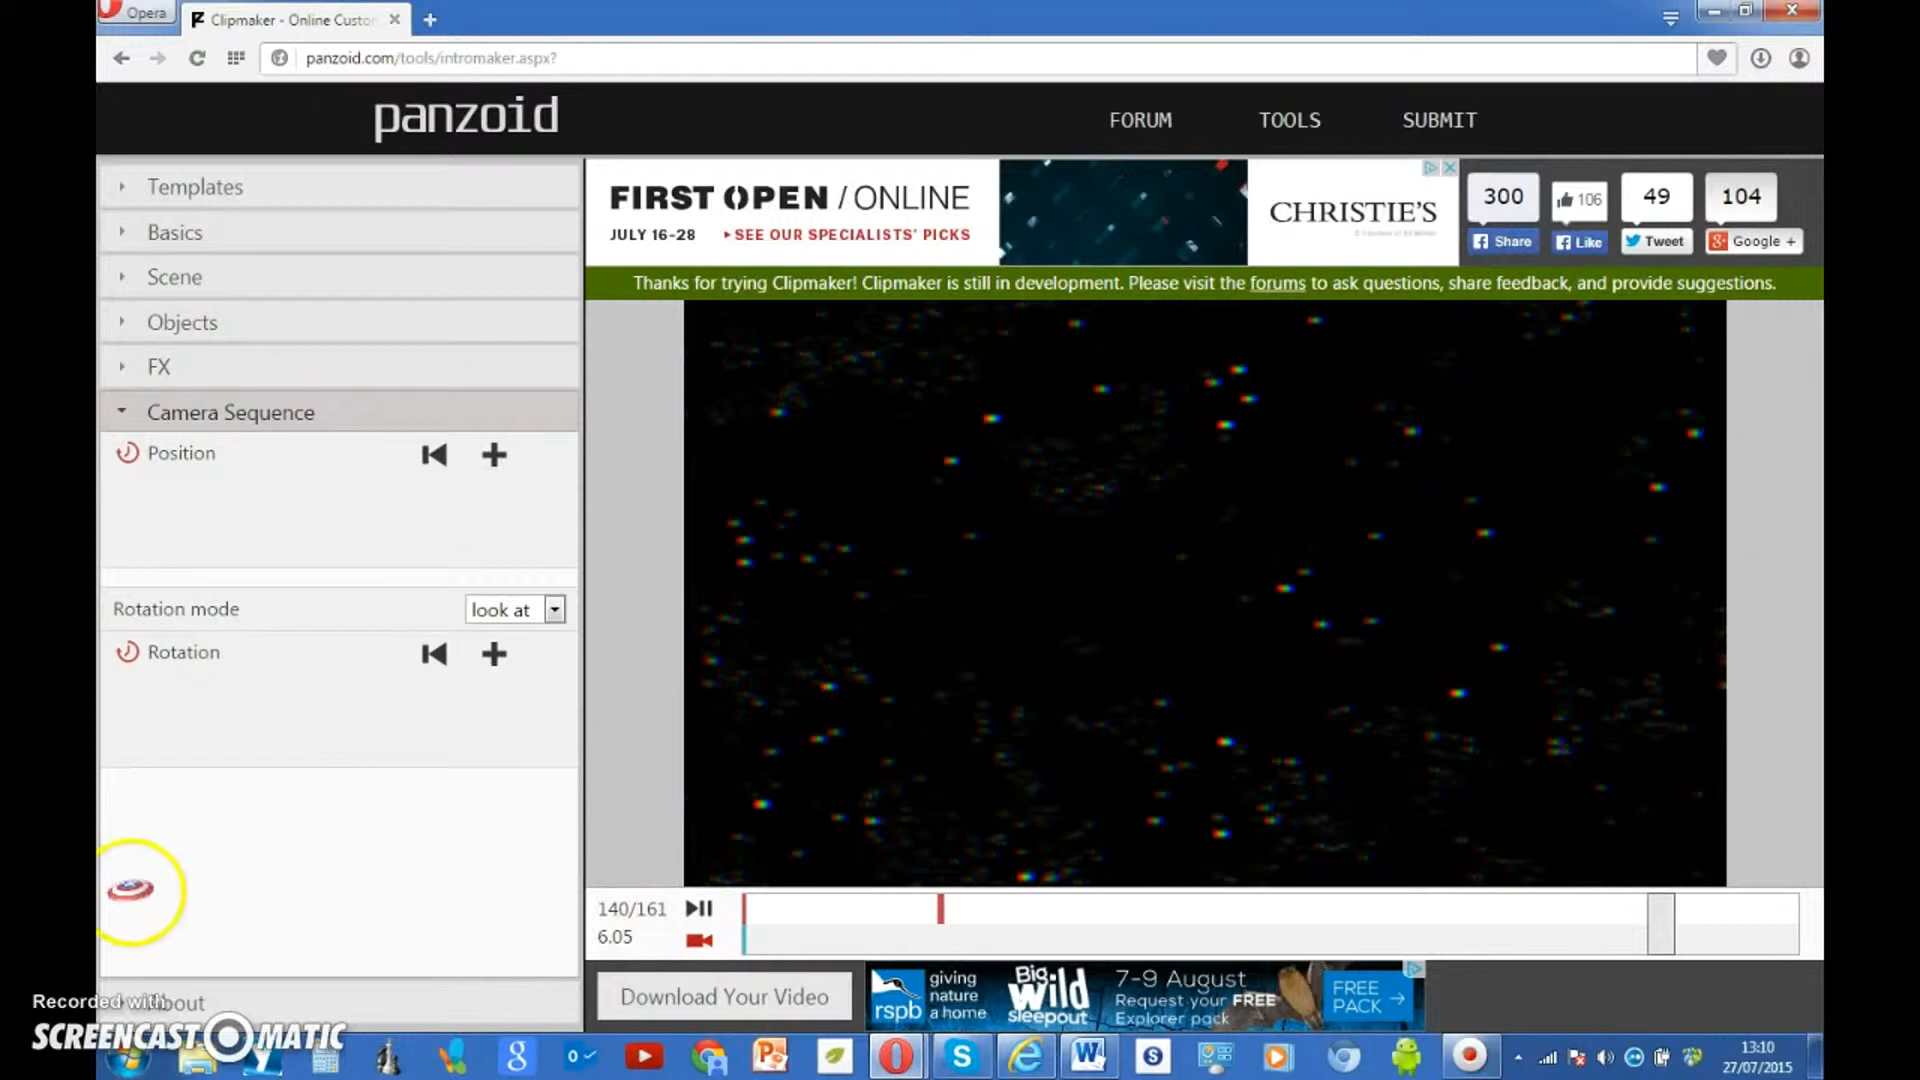 Opera
Clipmaker - Online Custo
panzoid.com/tools/intromaker.aspx?
panzoid
FORUM
TOOLS
SUBMIT
Templates
Basics
Scene
Objects
FX
Camera Sequence
Position
Rotation mode
look at
Rotation
About
FIRST OPEN / ONLINE
JULY 16-28
SEE OUR SPECIALISTS' PICKS
CHRISTIE'S
300
Share
106
Like
49
Tweet
104
Google +
Thanks for trying Clipmaker! Clipmaker is still in development. Please visit the forums to ask questions, share feedback, and provide suggestions.
140/161
6.05
Download Your Video
rspb
giving
nature
a home
Big
wild
sleepout
7-9 August
Request your FREE
Explorer pack
FREE
PACK →
Recorded with
SCREENCAST-O-MATIC
13:10
27/07/2015